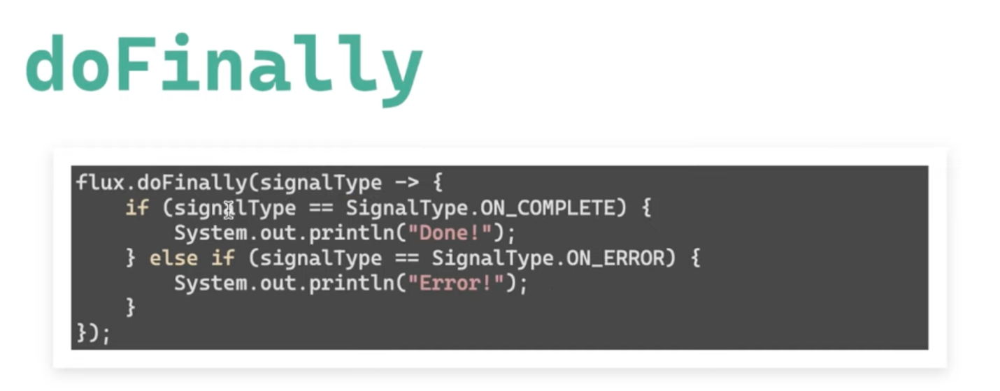 doFinally
flux.doFinally(signalType -> {
    if (signalType == SignalType.ON_COMPLETE) {
        System.out.println("Done!");
    } else if (signalType == SignalType.ON_ERROR) {
        System.out.println("Error!");
    }
});